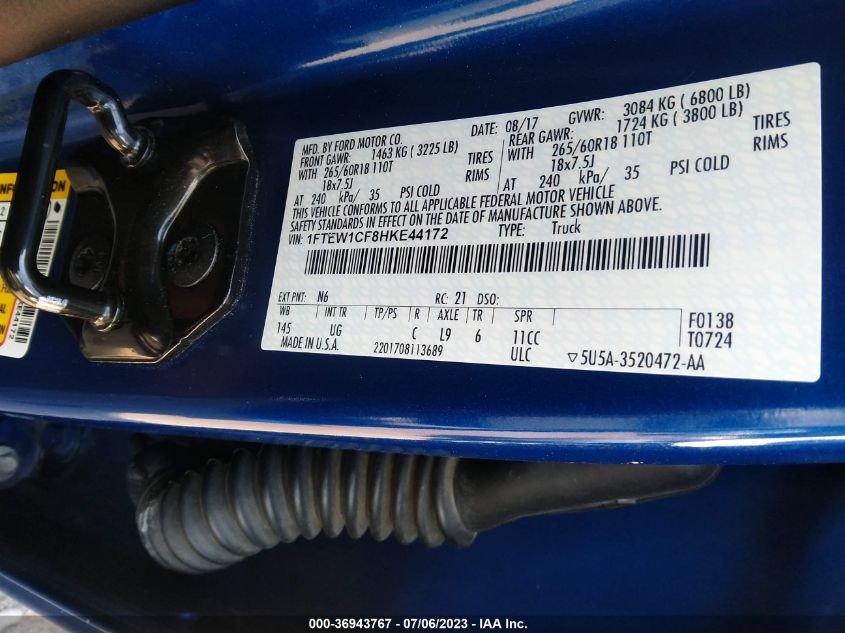 MFD. BY FORD MOTOR CO.
DATE: 08/17 GVWR: 3084 KG ( 6800 LB)
FRONT GAWR: 1463 KG ( 3225 LB) REAR GAWR: 1724 KG ( 3800 LB)
WITH 265/60R18 110T TIRES WITH 265/60R18 110T TIRES
18x7.5J RIMS 18x7.5J RIMS
AT 240 kPa/ 35 PSI COLD AT 240 kPa/ 35 PSI COLD
THIS VEHICLE CONFORMS TO ALL APPLICABLE FEDERAL MOTOR VEHICLE
SAFETY STANDARDS IN EFFECT ON THE DATE OF MANUFACTURE SHOWN ABOVE.
VIN: 1FTEW1CF8HKE44172 TYPE: Truck
EXT PNT: N6 RC: 21 DSO:
WB INT TR TP/PS R AXLE TR SPR
145 UG C L9 6 11CC F0138
MADE IN U.S.A. 2201708113689 ULC T0724
▽5U5A-3520472-AA
000-36943767 / 07/06/2023 - IAA Inc.